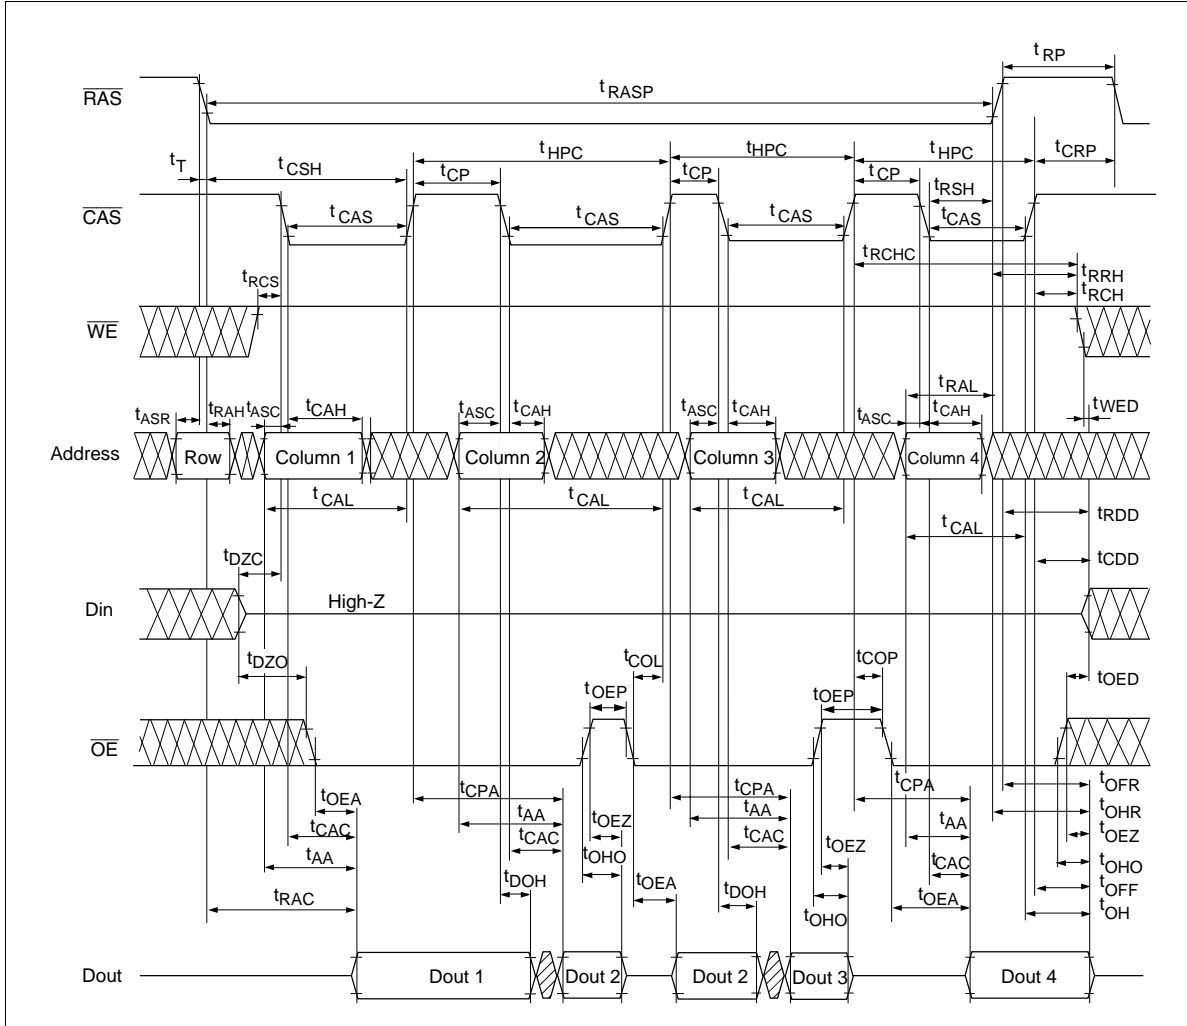 tRP
RAS
tRASP
tHPC tHPC tHPC tCRP
tT tCSH tCP tCP tCP tRSH
CAS
tCAS tCAS tCAS tCAS
tRCHC
tRCS tRRH
tRCH
WE
tRAL
tASR tRAH tASC tCAH tASC tCAH tASC tCAH tASC tCAH tWED
Address Row Column 1 Column 2 Column 3 Column 4
tCAL tCAL tCAL tRDD
tCAL
tDZC tCDD
Din High-Z
tDZO tCOL tCOP
tOEP tOEP tOED
OE
tOEA tCPA tCPA tCPA tOFR
tCAC tAA tOEZ tAA tAA tOHR
tAA tCAC tOHO tCAC tOEZ tCAC tOEZ
tOHO
tRAC tDOH tOEA tDOH tOHO tOEA tOFF
tOH
Dout Dout 1 Dout 2 Dout 2 Dout 3 Dout 4